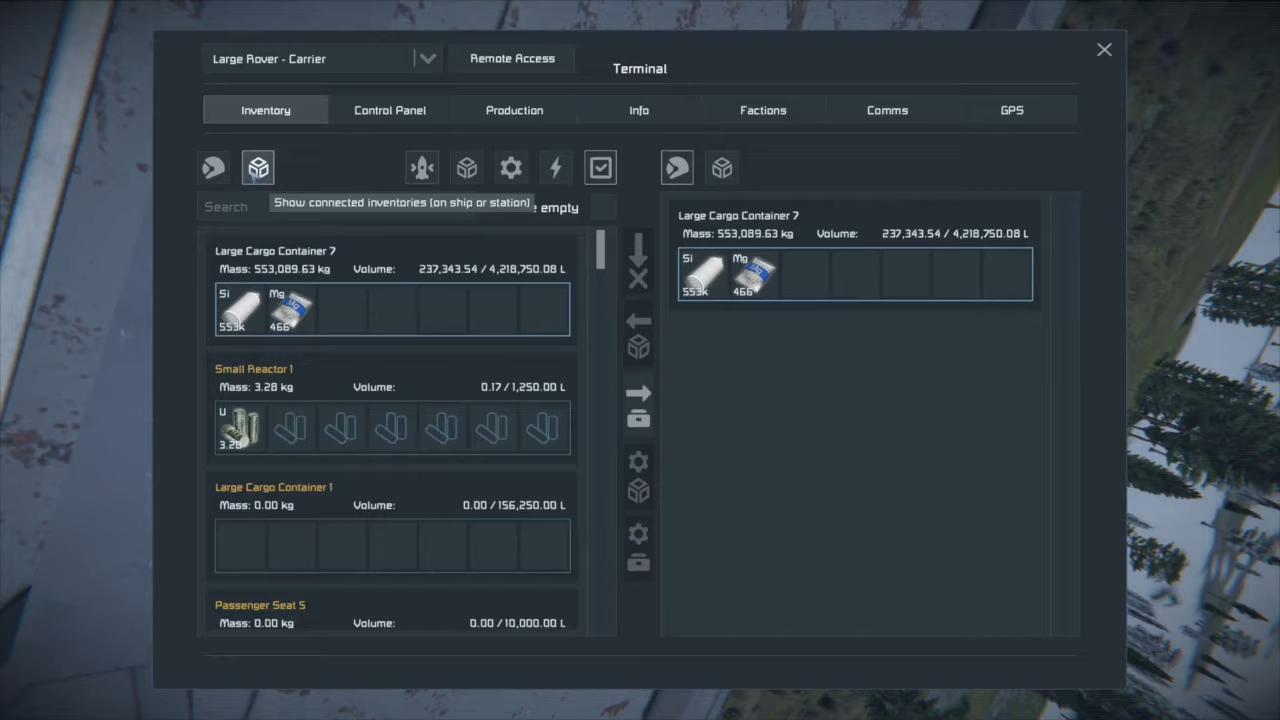 Large Rover - Carrier
Remote Access
Terminal
Inventory
Control Panel
Production
Info
Factions
Comms
GPS
Search
Show connected inventories (on ship or station)
empty
Large Cargo Container 7
Mass: 553,089.63 kg Volume: 237,343.54 / 4,218,750.08 L
Si
553k
Mg
466
Small Reactor 1
Mass: 3.28 kg Volume: 0.17 / 1,250.00 L
U
3.28
Large Cargo Container 1
Mass: 0.00 kg Volume: 0.00 / 156,250.00 L
Passenger Seat 5
Mass: 0.00 kg Volume: 0.00 / 10,000.00 L
Large Cargo Container 7
Mass: 553,089.63 kg Volume: 237,343.54 / 4,218,750.08 L
Si
553k
Mg
466